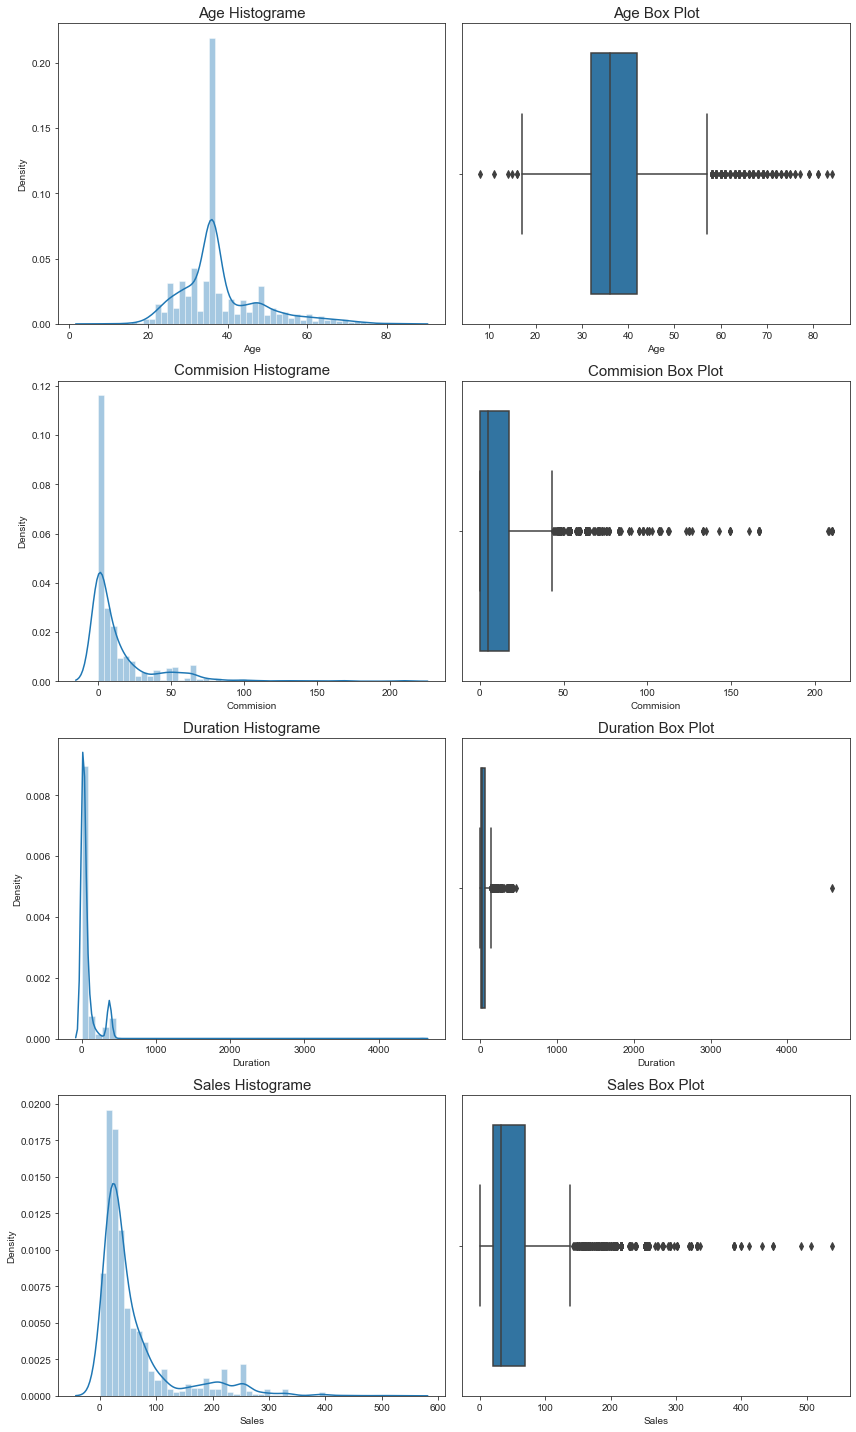 Age Histograme
Age Box Plot
0.20
0.15
0.10
0.05
0.00
Density
0 20 40 60 80
Age
10 20 30 40 50 60 70 80
Age
Commision Histograme
Commision Box Plot
0.12
0.10
0.08
0.06
0.04
0.02
0.00
Density
0 50 100 150 200
Commision
0 50 100 150 200
Commision
Duration Histograme
Duration Box Plot
0.008
0.006
0.004
0.002
0.000
Density
0 1000 2000 3000 4000
Duration
0 1000 2000 3000 4000
Duration
Sales Histograme
Sales Box Plot
0.0200
0.0175
0.0150
0.0125
0.0100
0.0075
0.0050
0.0025
0.0000
Density
0 100 200 300 400 500 600
Sales
0 100 200 300 400 500
Sales